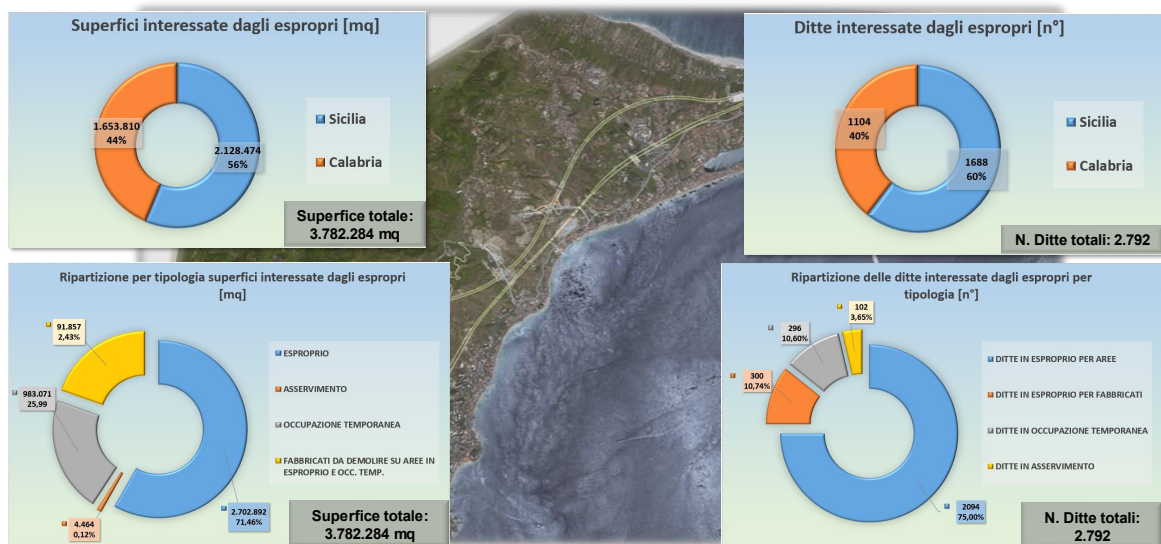 Superfici interessate dagli espropri [mq]
1.653.810
44%
2.128.474
56%
Sicilia
Calabria
Superfice totale:
3.782.284 mq
Ditte interessate dagli espropri [n°]
1104
40%
1688
60%
Sicilia
Calabria
N. Ditte totali: 2.792
Ripartizione per tipologia superfici interessate dagli espropri
[mq]
91.857
2,43%
983.071
25,99
4.464
0,12%
2.702.892
71,46%
ESPROPRIO
ASSERVIMENTO
OCCUPAZIONE TEMPORANEA
FABBRICATI DA DEMOLIRE SU AREE IN
ESPROPRIO E OCC. TEMP.
Superfice totale:
3.782.284 mq
Ripartizione delle ditte interessate dagli espropri per
tipologia [n°]
102
3,65%
296
10,60%
300
10,74%
2094
75,00%
DITTE IN ESPROPRIO PER AREE
DITTE IN ESPROPRIO PER FABBRICATI
DITTE IN OCCUPAZIONE TEMPORANEA
DITTE IN ASSERVIMENTO
N. Ditte totali:
2.792